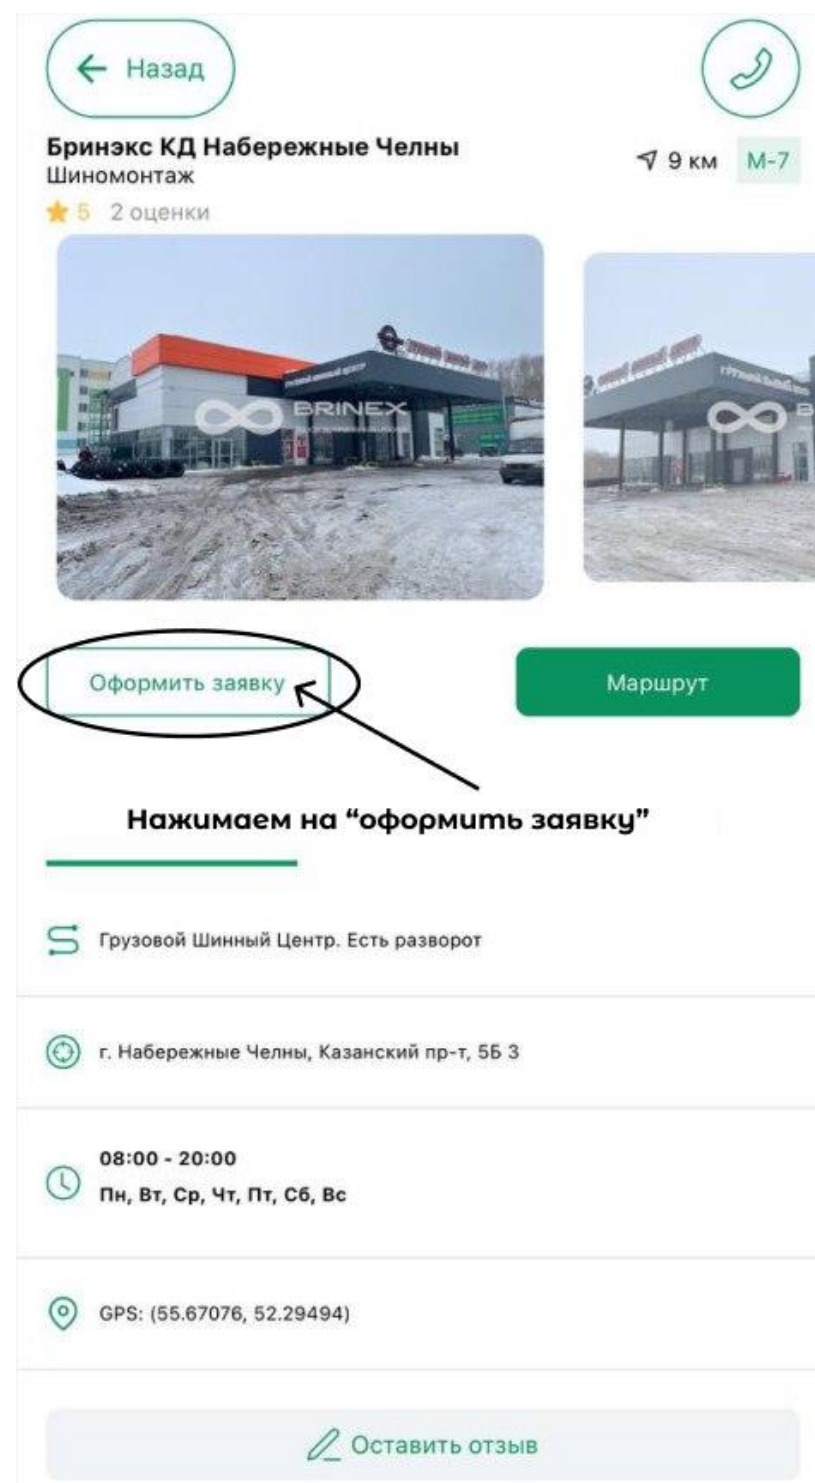 Назад
Бринэкс КД Набережные Челны
9 км
М-7
Шиномонтаж
5 2 оценки
BRINEX
Оформить заявку
Маршрут
Нажимаем на “оформить заявку”
Грузовой Шинный Центр. Есть разворот
г. Набережные Челны, Казанский пр-т, 5Б 3
08:00 - 20:00
Пн, Вт, Ср, Чт, Пт, Сб, Вс
GPS: (55.67076, 52.29494)
Оставить отзыв